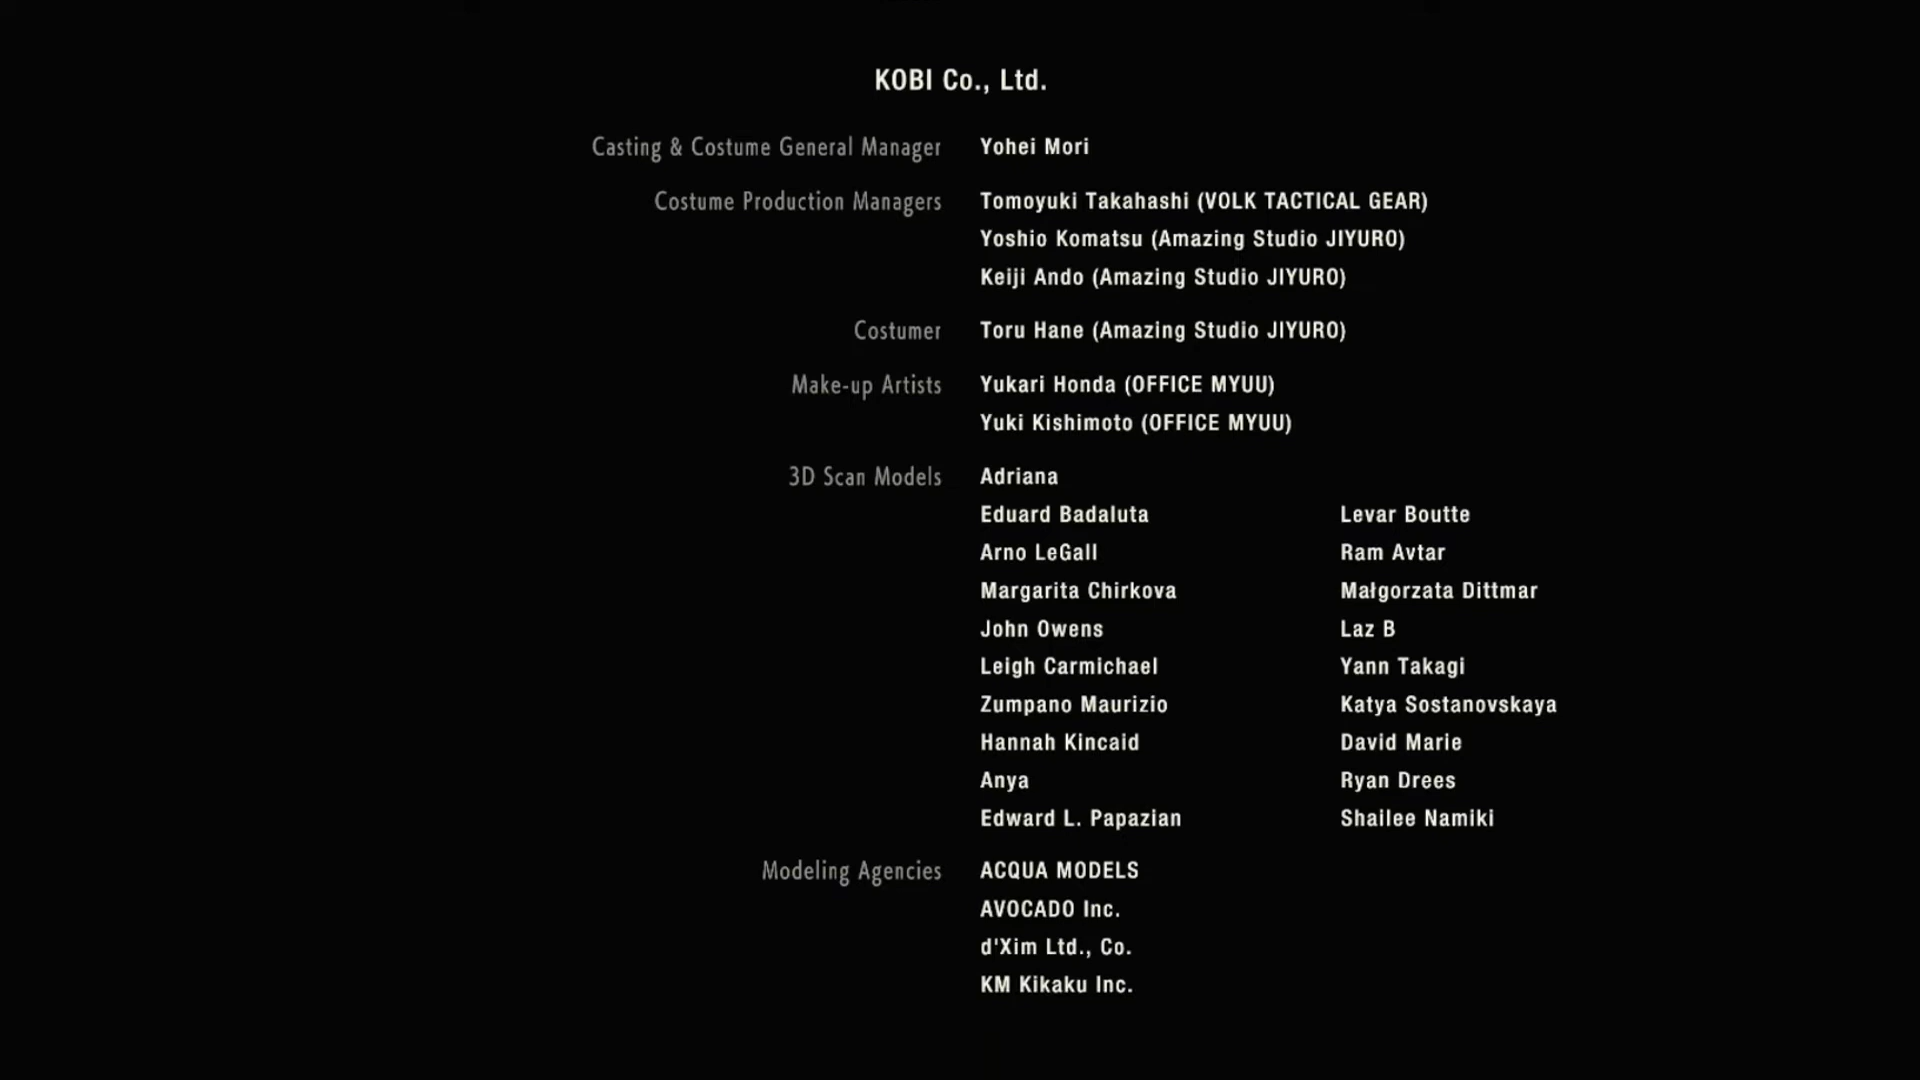 KOBI Co., Ltd.
Casting & Costume General Manager Yohei Mori
Costume Production Managers Tomoyuki Takahashi (VOLK TACTICAL GEAR)
Yoshio Komatsu (Amazing Studio JIYURO)
Keiji Ando (Amazing Studio JIYURO)
Costumer Toru Hane (Amazing Studio JIYURO)
Make-up Artists Yukari Honda (OFFICE MYUU)
Yuki Kishimoto (OFFICE MYUU)
3D Scan Models Adriana
Eduard Badaluta Levar Boutte
Arno LeGall Ram Avtar
Margarita Chirkova Małgorzata Dittmar
John Owens Laz B
Leigh Carmichael Yann Takagi
Zumpano Maurizio Katya Sostanovskaya
Hannah Kincaid David Marie
Anya Ryan Drees
Edward L. Papazian Shailee Namiki
Modeling Agencies ACQUA MODELS
AVOCADO Inc.
d'Xim Ltd., Co.
KM Kikaku Inc.